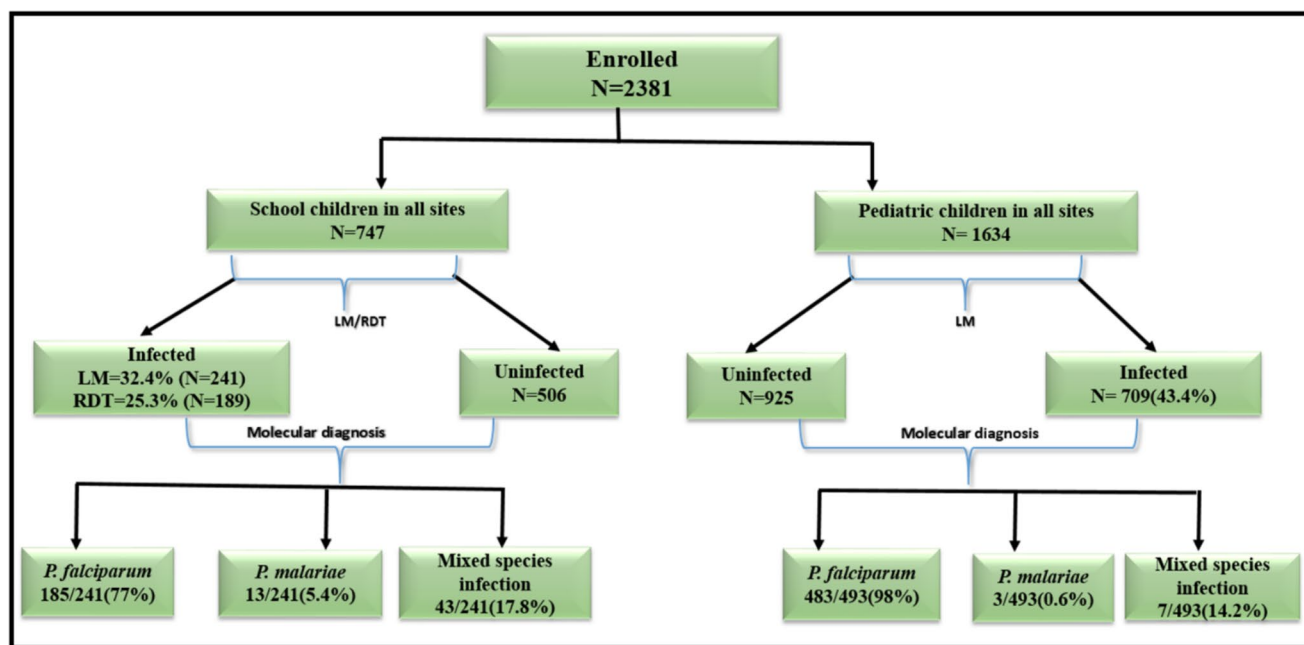 Enrolled
N=2381
School children in all sites
N=747
Pediatric children in all sites
N= 1634
LM/RDT
LM
Infected
LM=32.4% (N=241)
RDT=25.3% (N=189)
Uninfected
N=506
Uninfected
N=925
Infected
N= 709(43.4%)
Molecular diagnosis
Molecular diagnosis
P. falciparum
185/241(77%)
P. malariae
13/241(5.4%)
Mixed species
infection
43/241(17.8%)
P. falciparum
483/493(98%)
P. malariae
3/493(0.6%)
Mixed species
infection
7/493(14.2%)